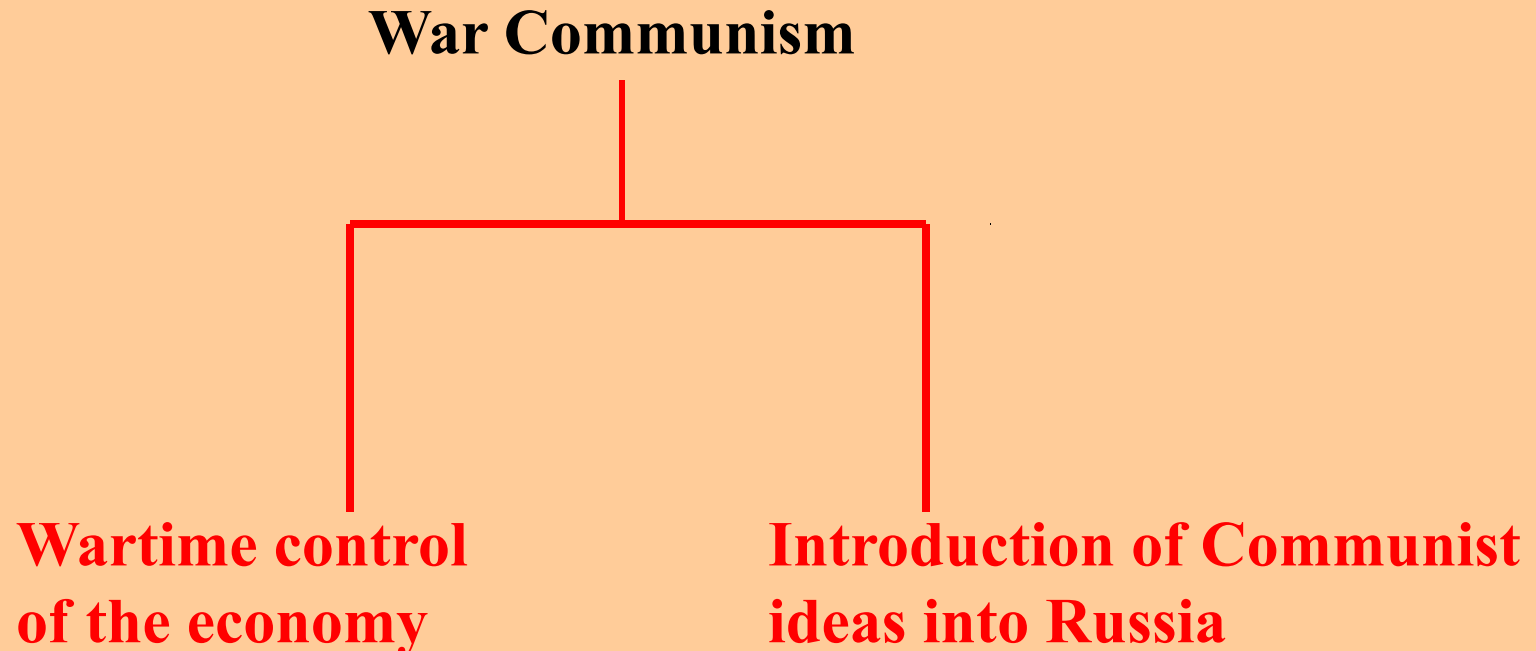 War Communism
Wartime control
of the economy
Introduction of Communist
ideas into Russia